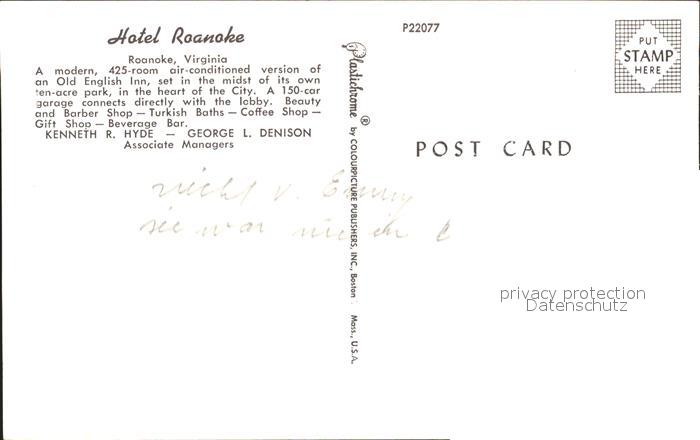 Hotel Roanoke
Roanoke, Virginia
A modern, 425-room air-conditioned version of
an Old English Inn, set in the midst of its own
ten-acre park, in the heart of the City. A 150-car
garage connects directly with the lobby. Beauty
and Barber Shop — Turkish Baths — Coffee Shop —
Gift Shop — Beverage Bar.
KENNETH R. HYDE — GEORGE L. DENISON
Associate Managers
nicht v.
sie war
Plastichrome ® by COLOURPICTURE PUBLISHERS, INC., Boston Mass., U.S.A.
P22077
PUT
STAMP
HERE
POST CARD
privacy protection
Datenschutz